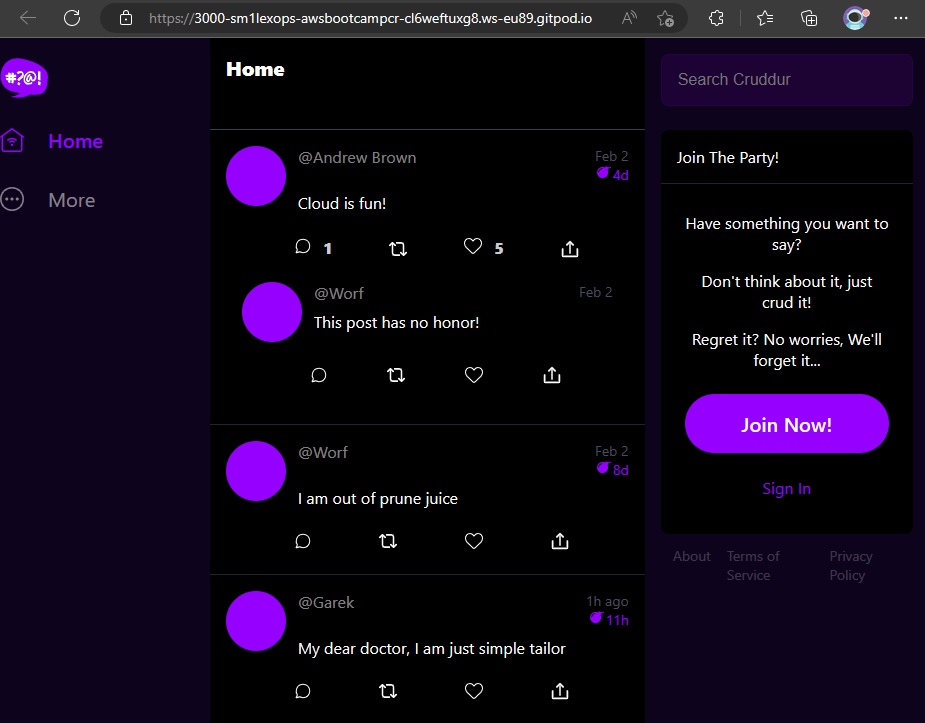 https://3000-sm1lexops-awsbootcampcr-cl6weftuxg8.ws-eu89.gitpod.io
#?@!
Home
More
Home
@Andrew Brown
Feb 2
4d
Cloud is fun!
1
5
@Worf
Feb 2
This post has no honor!
@Worf
Feb 2
8d
I am out of prune juice
@Garek
1h ago
11h
My dear doctor, I am just simple tailor
Search Cruddur
Join The Party!
Have something you want to
say?
Don't think about it, just
crud it!
Regret it? No worries, We'll
forget it...
Join Now!
Sign In
About
Terms of
Service
Privacy
Policy